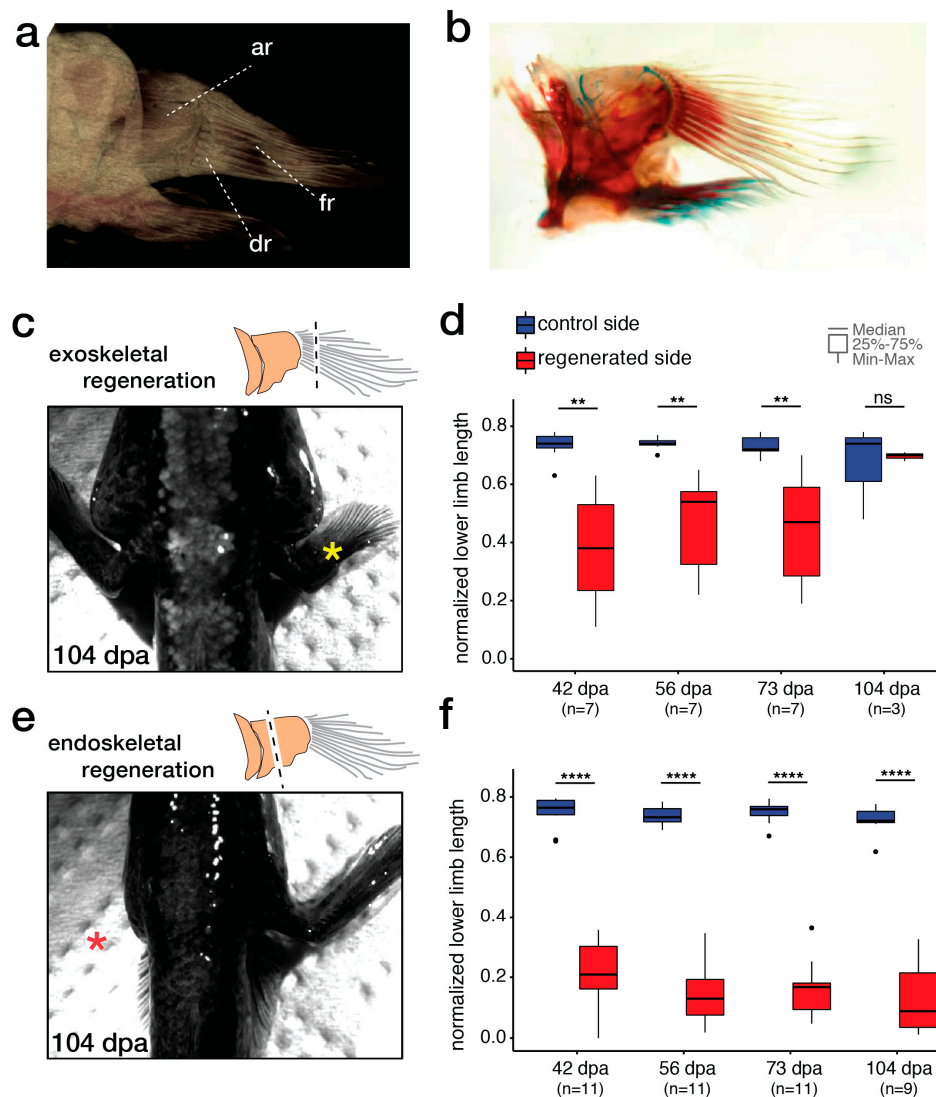 a
ar
fr
dr
b
c
exoskeletal
regeneration
*
104 dpa
d
control side
regenerated side
Median
25%-75%
Min-Max
normalized lower limb length
0.8
0.6
0.4
0.2
0.0
**
**
**
ns
42 dpa
56 dpa
73 dpa
104 dpa
(n=7)
(n=7)
(n=7)
(n=3)
e
endoskeletal
regeneration
*
104 dpa
f
normalized lower limb length
0.8
0.6
0.4
0.2
0.0
****
****
****
****
42 dpa
56 dpa
73 dpa
104 dpa
(n=11)
(n=11)
(n=11)
(n=9)